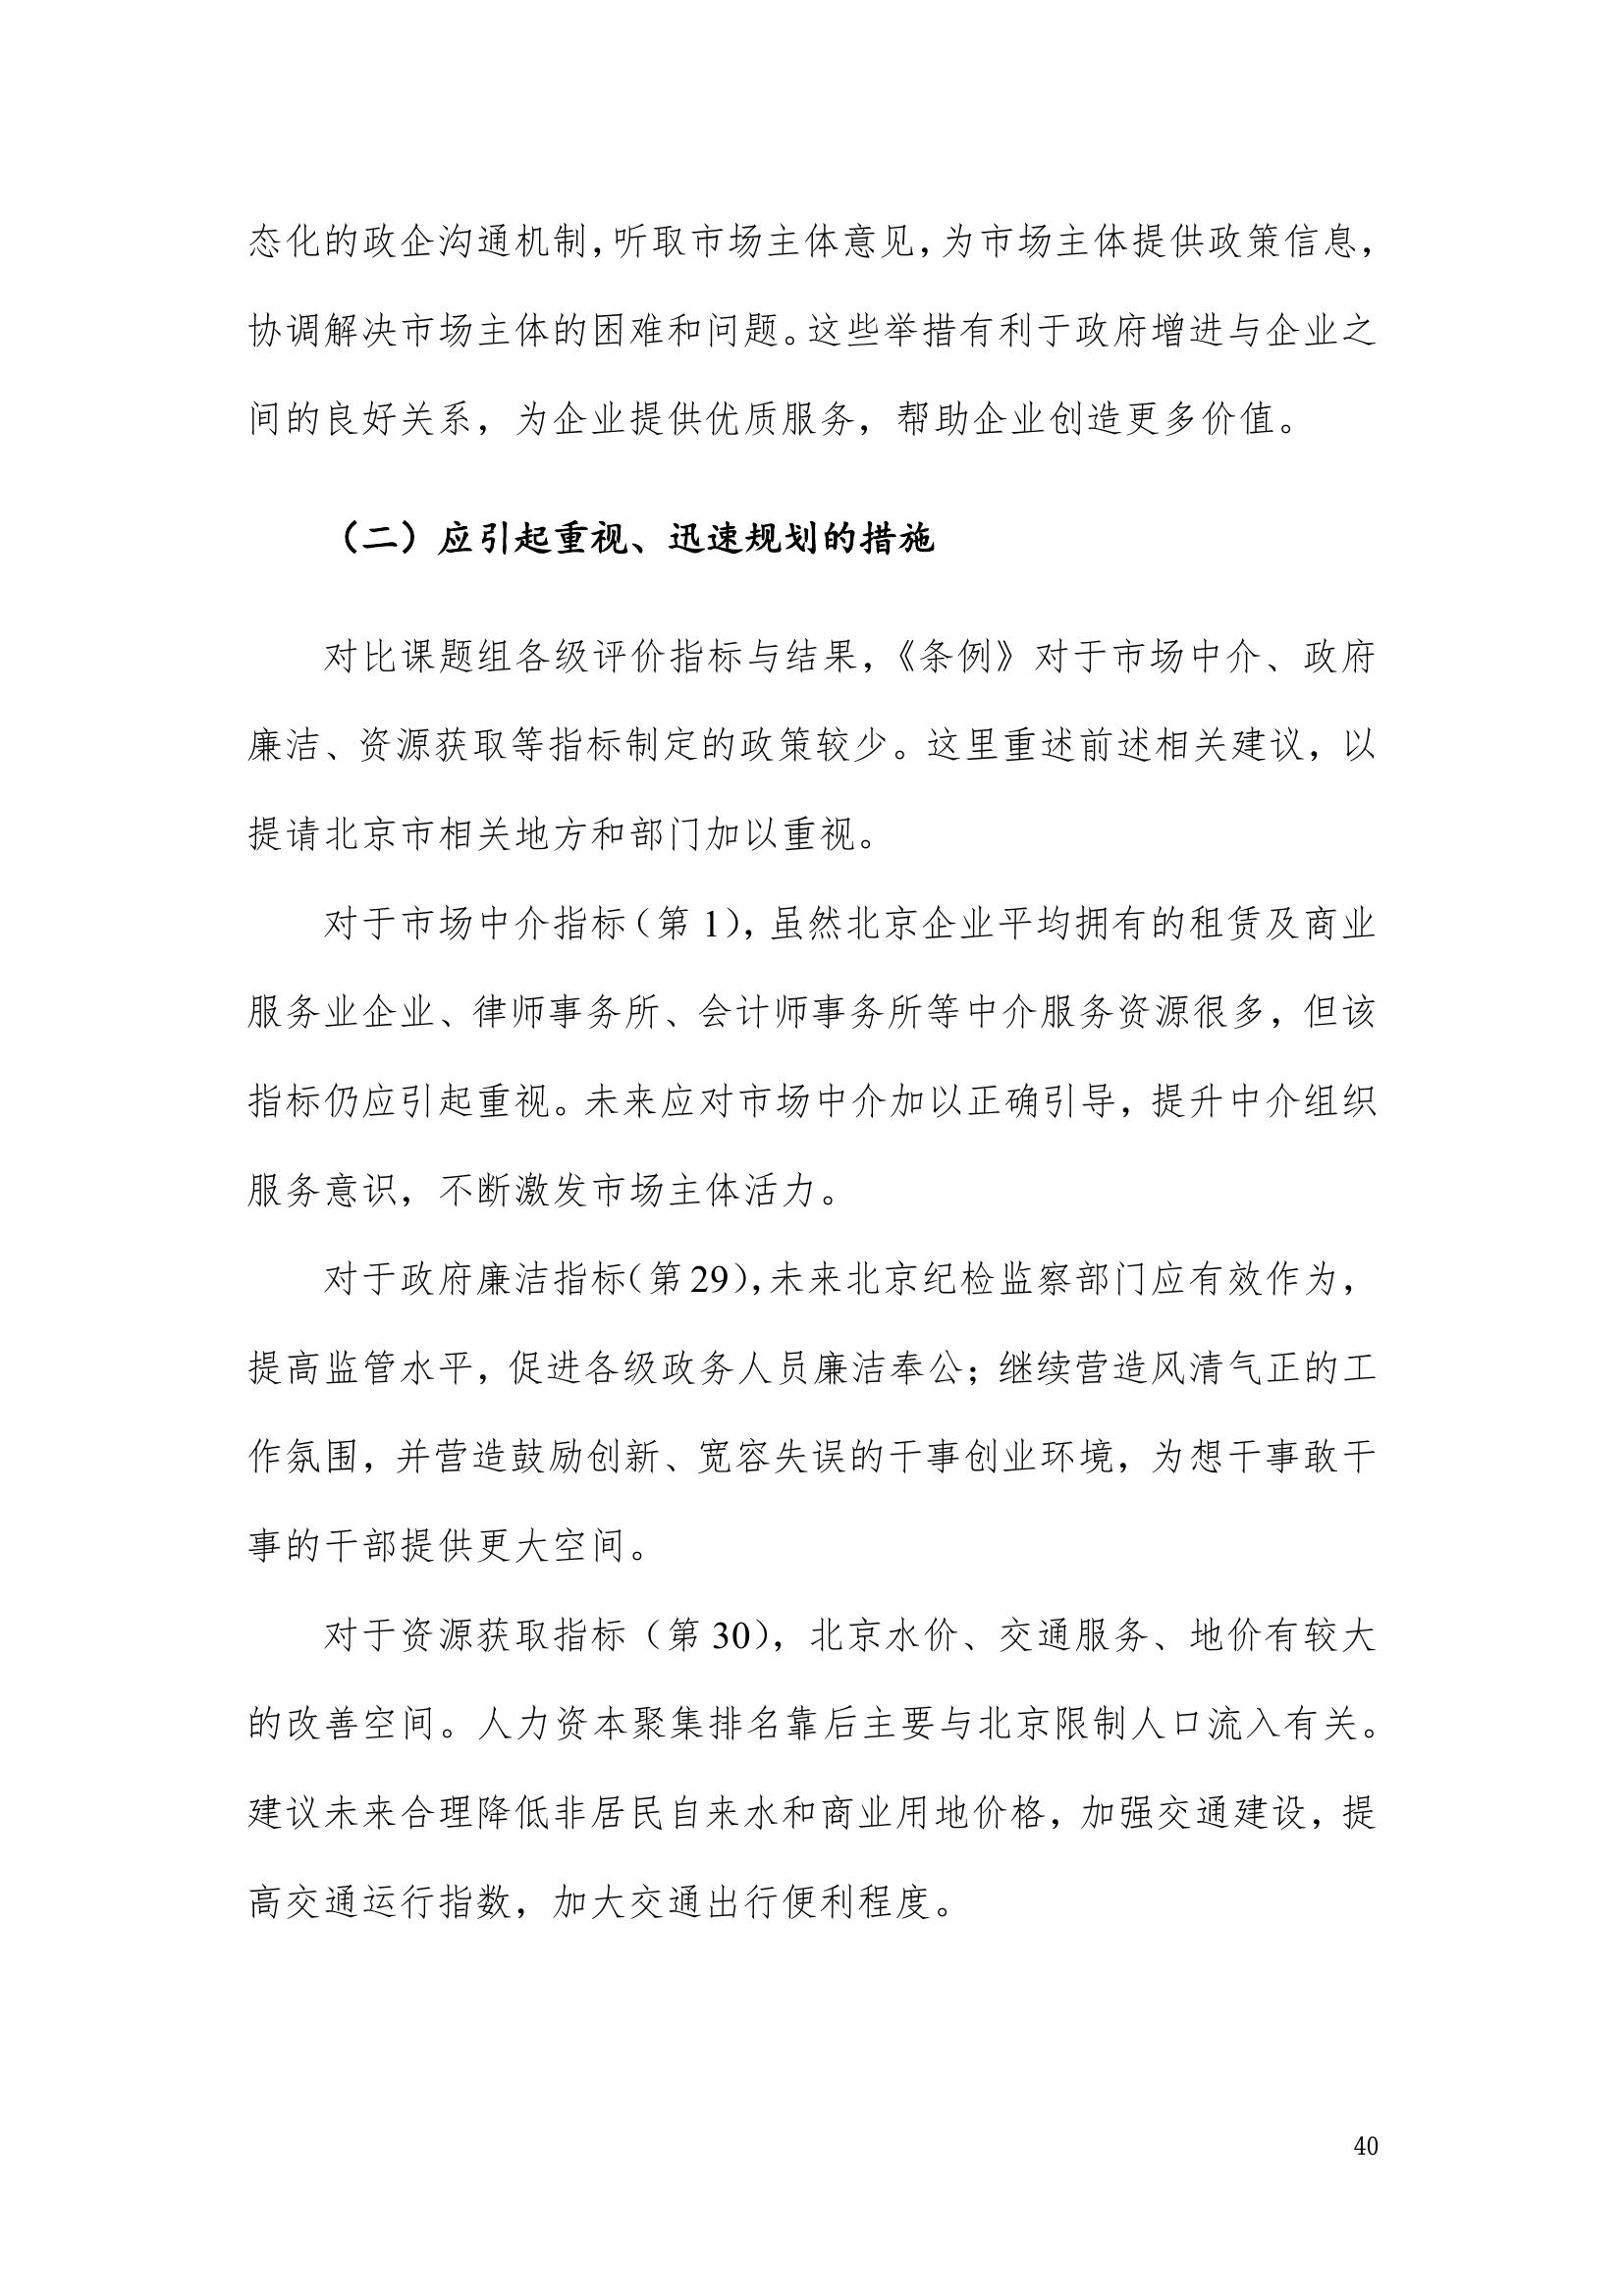 态化的政企沟通机制，听取市场主体意见，为市场主体提供政策信息，
协调解决市场主体的困难和问题。这些举措有利于政府增进与企业之
间的良好关系，为企业提供优质服务，帮助企业创造更多价值。
（二）应引起重视、迅速规划的措施
对比课题组各级评价指标与结果，《条例》对于市场中介、政府
廉洁、资源获取等指标制定的政策较少。这里重述前述相关建议，以
提请北京市相关地方和部门加以重视。
对于市场中介指标（第 1），虽然北京企业平均拥有的租赁及商业
服务业企业、律师事务所、会计师事务所等中介服务资源很多，但该
指标仍应引起重视。未来应对市场中介加以正确引导，提升中介组织
服务意识，不断激发市场主体活力。
对于政府廉洁指标（第 29），未来北京纪检监察部门应有效作为，
提高监管水平，促进各级政务人员廉洁奉公；继续营造风清气正的工
作氛围，并营造鼓励创新、宽容失误的干事创业环境，为想干事敢干
事的干部提供更大空间。
对于资源获取指标（第 30），北京水价、交通服务、地价有较大
的改善空间。人力资本聚集排名靠后主要与北京限制人口流入有关。
建议未来合理降低非居民自来水和商业用地价格，加强交通建设，提
高交通运行指数，加大交通出行便利程度。
40